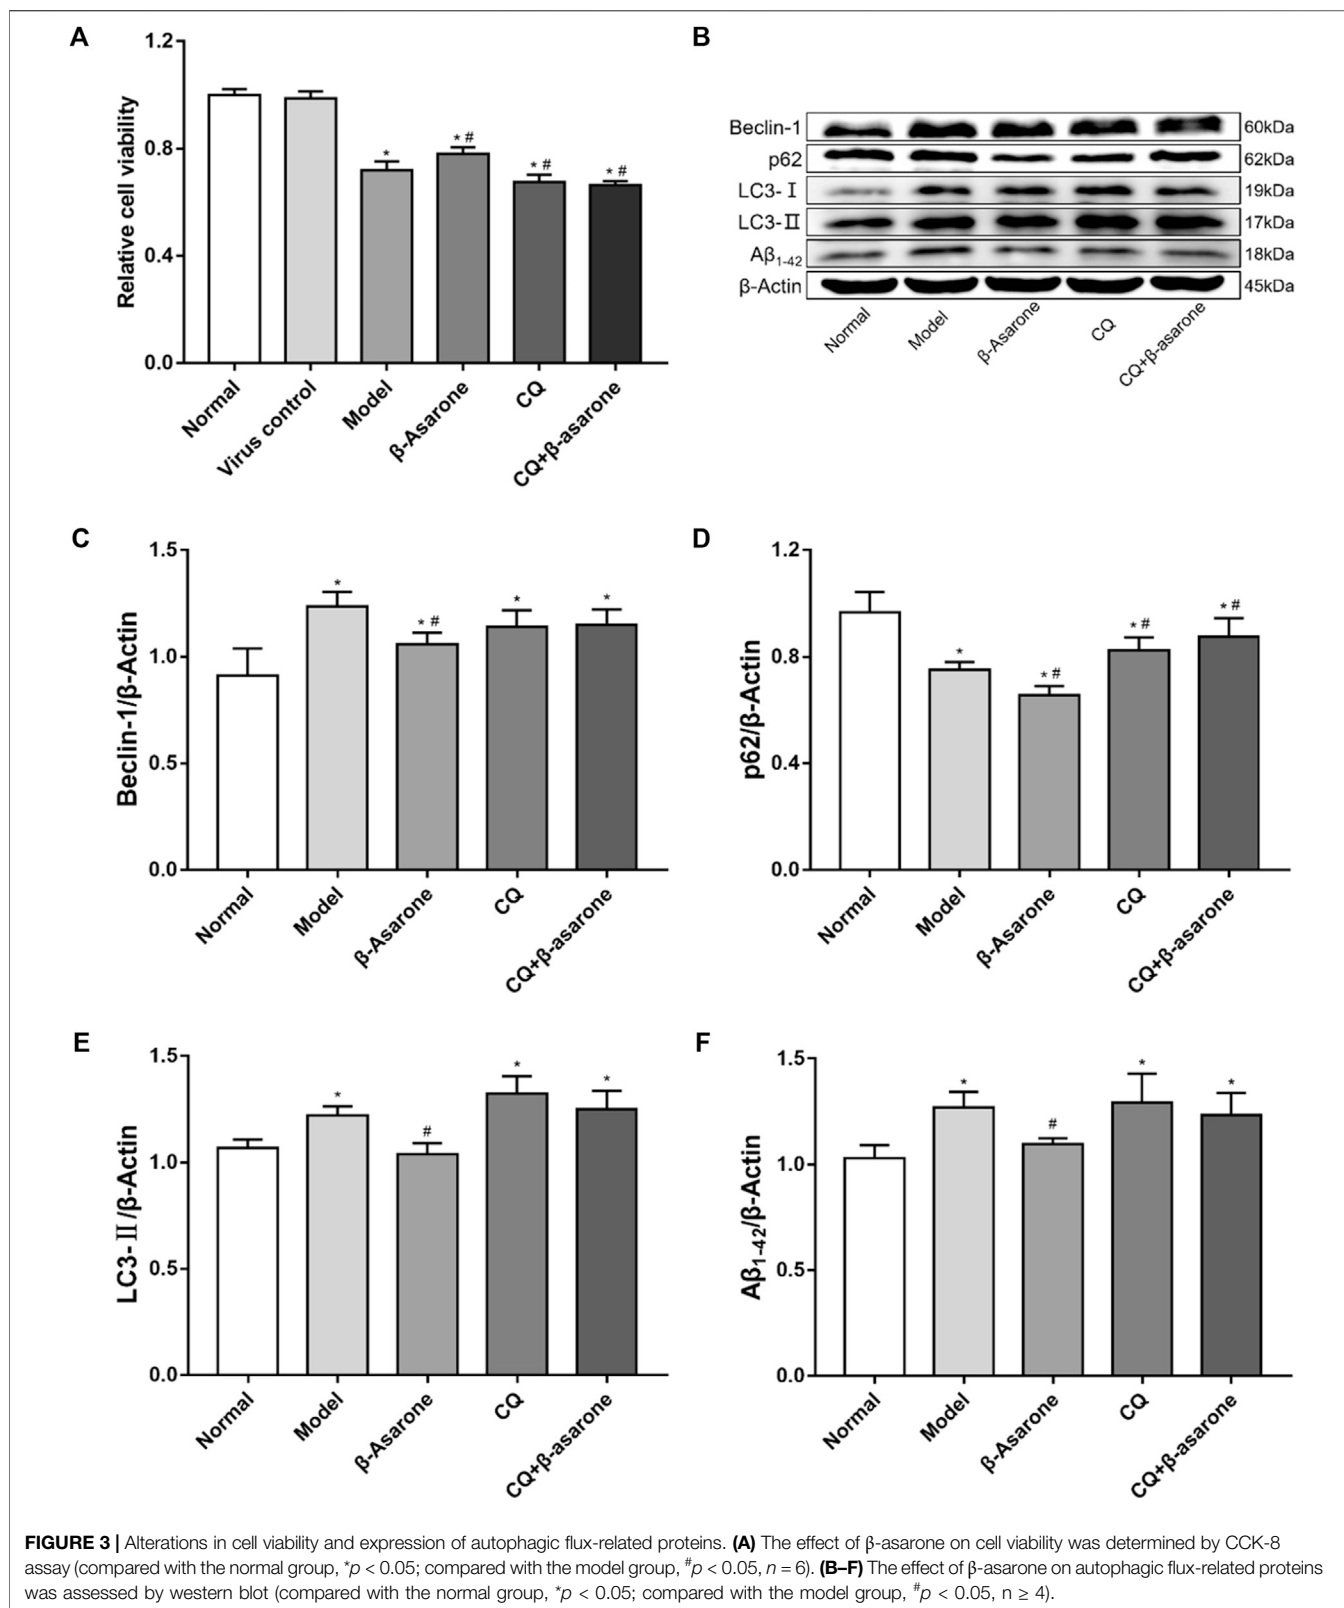 A
1.2
0.8
0.4
0.0
Relative cell viability
*
* #
* #
* #
Normal
Virus control
Model
β-Asarone
CQ
CQ+β-asarone
B
Beclin-1 60kDa
p62 62kDa
LC3-Ⅰ 19kDa
LC3-Ⅱ 17kDa
Aβ1-42 18kDa
β-Actin 45kDa
Normal
Model
β-Asarone
CQ
CQ+β-asarone
C
1.5
1.0
0.5
0.0
Beclin-1/β-Actin
*
* #
*
*
Normal
Model
β-Asarone
CQ
CQ+β-asarone
D
1.2
0.8
0.4
0.0
p62/β-Actin
*
* #
* #
* #
Normal
Model
β-Asarone
CQ
CQ+β-asarone
E
1.5
1.0
0.5
0.0
LC3-Ⅱ/β-Actin
*
#
*
*
Normal
Model
β-Asarone
CQ
CQ+β-asarone
F
1.5
1.0
0.5
0.0
Aβ1-42/β-Actin
*
#
*
*
Normal
Model
β-Asarone
CQ
CQ+β-asarone
FIGURE 3 | Alterations in cell viability and expression of autophagic flux-related proteins. (A) The effect of β-asarone on cell viability was determined by CCK-8
assay (compared with the normal group, *p < 0.05; compared with the model group, #p < 0.05, n = 6). (B–F) The effect of β-asarone on autophagic flux-related proteins
was assessed by western blot (compared with the normal group, *p < 0.05; compared with the model group, #p < 0.05, n ≥ 4).